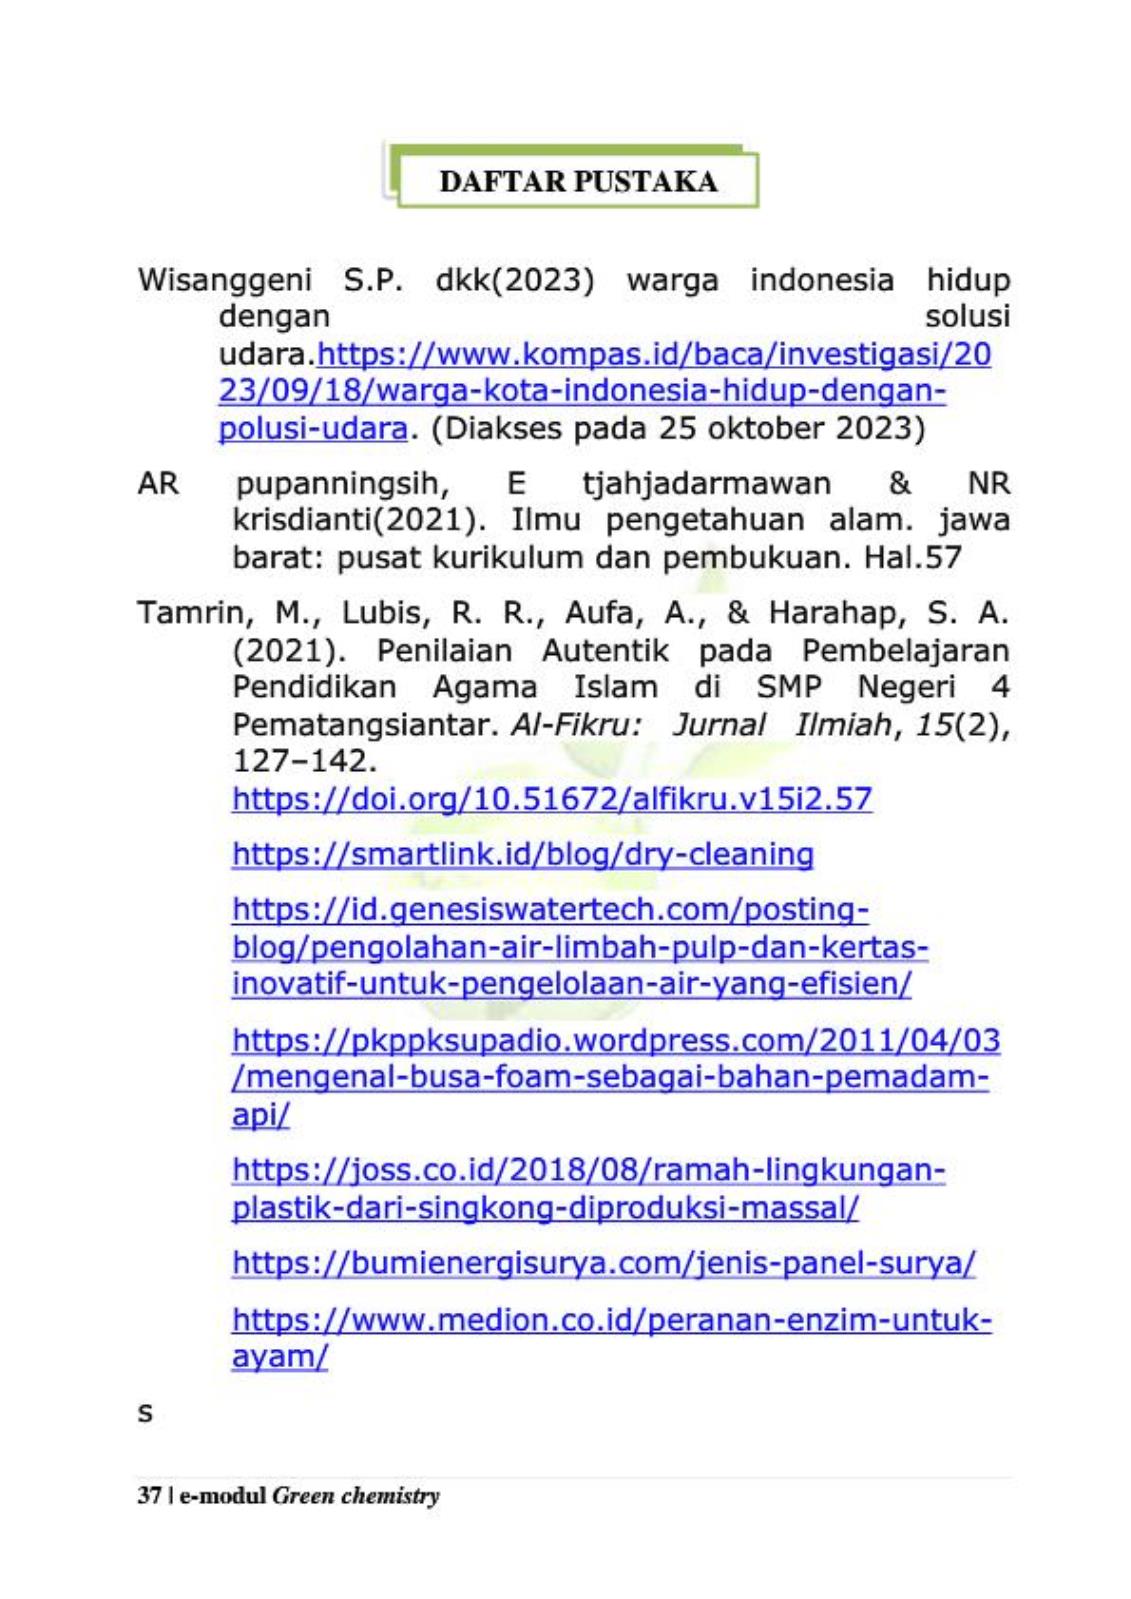 DAFTAR PUSTAKA
Wisanggeni S.P. dkk(2023) warga indonesia hidup
dengan solusi
udara.https://www.kompas.id/baca/investigasi/20
23/09/18/warga-kota-indonesia-hidup-dengan-
polusi-udara. (Diakses pada 25 oktober 2023)
AR pupanningsih, E tjahjadarmawan & NR
krisdianti(2021). Ilmu pengetahuan alam. jawa
barat: pusat kurikulum dan pembukuan. Hal.57
Tamrin, M., Lubis, R. R., Aufa, A., & Harahap, S. A.
(2021). Penilaian Autentik pada Pembelajaran
Pendidikan Agama Islam di SMP Negeri 4
Pematangsiantar. Al-Fikru: Jurnal Ilmiah, 15(2),
127–142.
https://doi.org/10.51672/alfikru.v15i2.57
https://smartlink.id/blog/dry-cleaning
https://id.genesiswatertech.com/posting-
blog/pengolahan-air-limbah-pulp-dan-kertas-
inovatif-untuk-pengelolaan-air-yang-efisien/
https://pkppksupadio.wordpress.com/2011/04/03
/mengenal-busa-foam-sebagai-bahan-pemadam-
api/
https://joss.co.id/2018/08/ramah-lingkungan-
plastik-dari-singkong-diproduksi-massal/
https://bumienergisurya.com/jenis-panel-surya/
https://www.medion.co.id/peranan-enzim-untuk-
ayam/
s
37 | e-modul Green chemistry